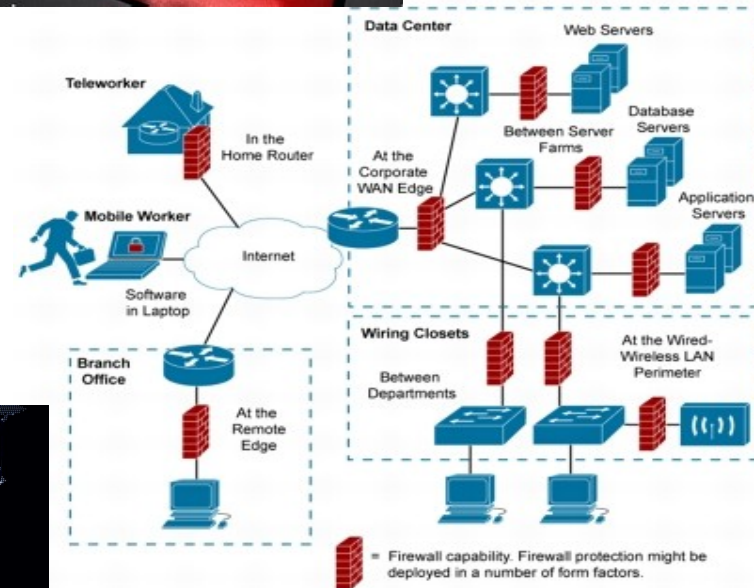 Data Center
Web Servers
Teleworker
In the
Home Router
Database
Servers
Between Server
Farms
At the
Corporate
WAN Edge
Mobile Worker
Application
Servers
Internet
Software
in Laptop
Wiring Closets
At the Wired-
Wireless LAN
Perimeter
Branch
Office
Between
Departments
At the
Remote
Edge
= Firewall capability. Firewall protection might be
deployed in a number of form factors.